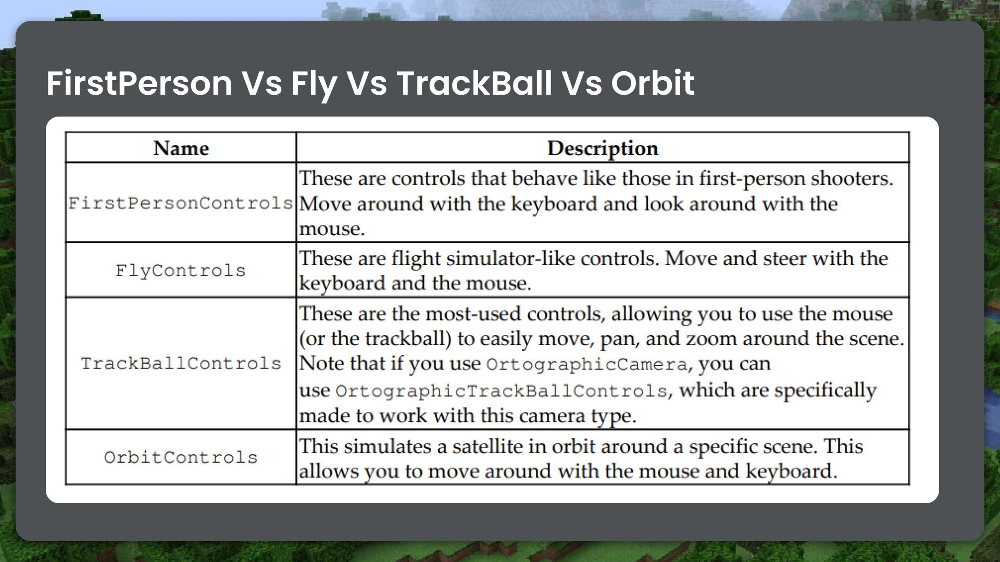 FirstPerson Vs Fly Vs TrackBall Vs Orbit
Name
Description
FirstPersonControls
These are controls that behave like those in first-person shooters.
Move around with the keyboard and look around with the
mouse.
FlyControls
These are flight simulator-like controls. Move and steer with the
keyboard and the mouse.
TrackBallControls
These are the most-used controls, allowing you to use the mouse
(or the trackball) to easily move, pan, and zoom around the scene.
Note that if you use OrtographicCamera, you can
use OrtographicTrackBallControls, which are specifically
made to work with this camera type.
OrbitControls
This simulates a satellite in orbit around a specific scene. This
allows you to move around with the mouse and keyboard.